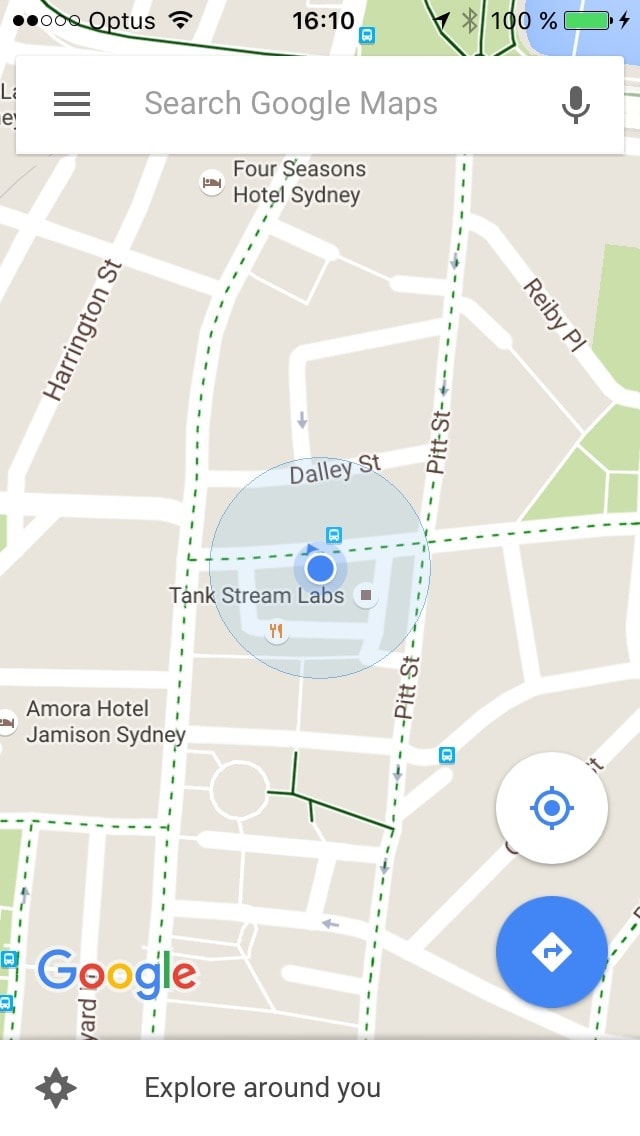 Optus 16:10 100 %
Search Google Maps
Four Seasons
Hotel Sydney
Harrington St
Reiby Pl
Pitt St
Dalley St
Tank Stream Labs
Pitt St
Amora Hotel
Jamison Sydney
Google
Explore around you